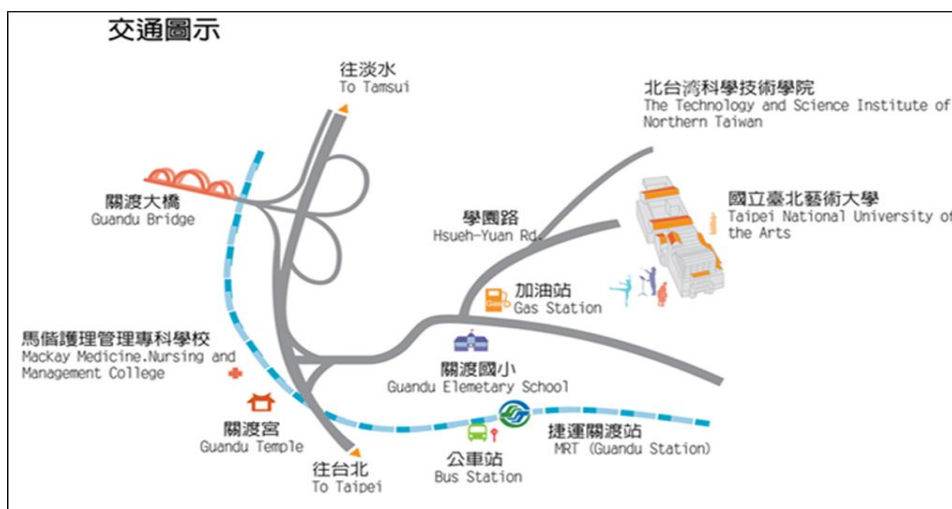 交通圖示
往淡水
To Tamsui
北台湾科學技術學院
The Technology and Science Institute of
Northern Taiwan
關渡大橋
Guandu Bridge
學園路
Hsueh-Yuan Rd.
國立臺北藝術大學
Taipei National University of
the Arts
加油站
Gas Station
馬偕護理管理專科學校
Mackay Medicine.Nursing and
Management College
關渡國小
Guandu Elemetary School
關渡宮
Guandu Temple
往台北
To Taipei
公車站
Bus Station
捷運關渡站
MRT (Guandu Station)